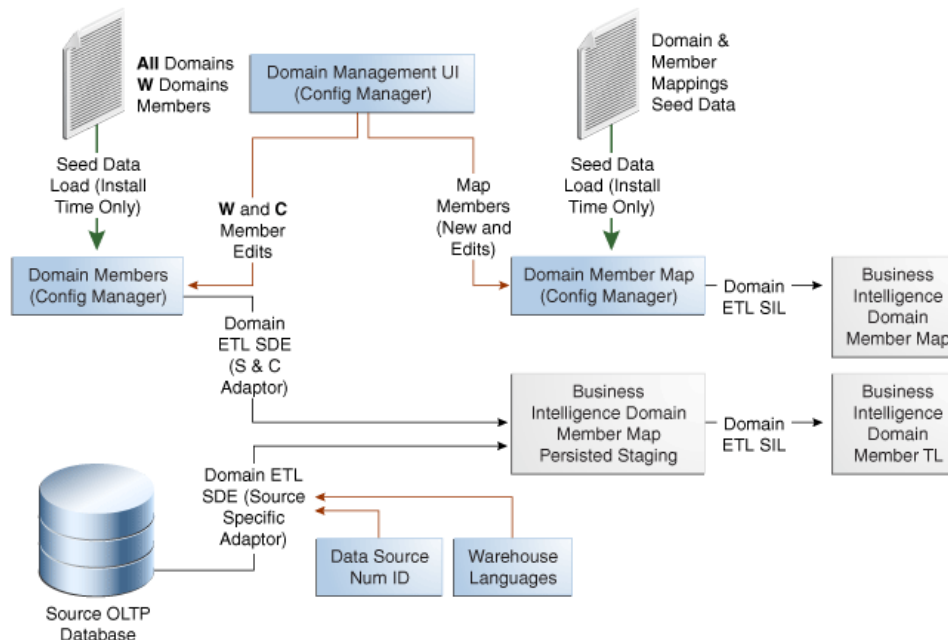 All Domains
W Domains
Members
Domain Management UI
(Config Manager)
Domain &
Member
Mappings
Seed Data
Seed Data
Load (Install
Time Only)
W and C
Member
Edits
Map
Members
(New and
Edits)
Seed Data
Load (Install
Time Only)
Domain Members
(Config Manager)
Domain Member Map
(Config Manager)
Domain
ETL SIL
Business
Intelligence
Domain
Member Map
Domain
ETL SDE
(S & C
Adaptor)
Business
Intelligence Domain
Member Map
Persisted Staging
Domain
ETL SIL
Business
Intelligence
Domain
Member TL
Domain ETL
SDE (Source
Specific
Adaptor)
Data Source
Num ID
Warehouse
Languages
Source OLTP
Database